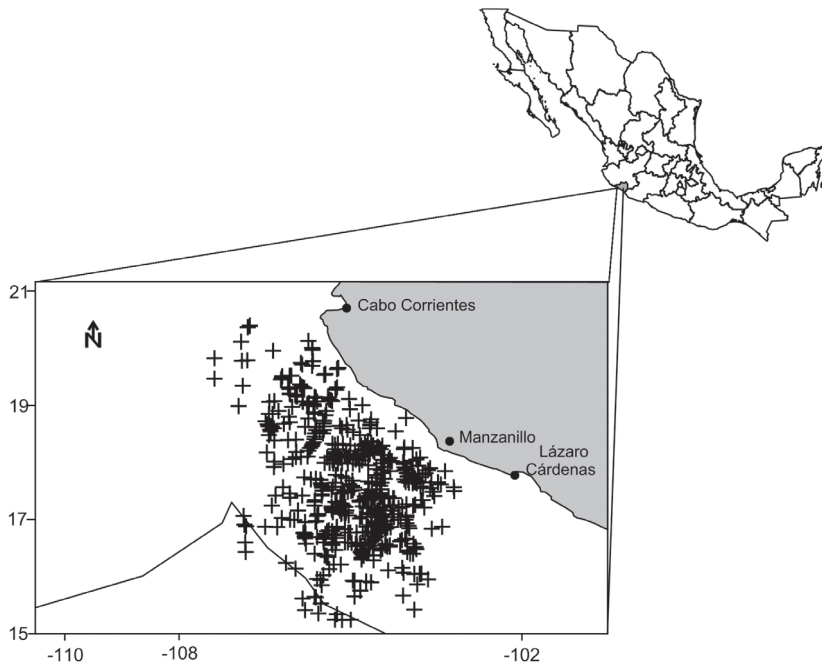 21
N
Cabo Corrientes
19
Manzanillo
Lázaro
Cárdenas
17
15
-110
-108
-102